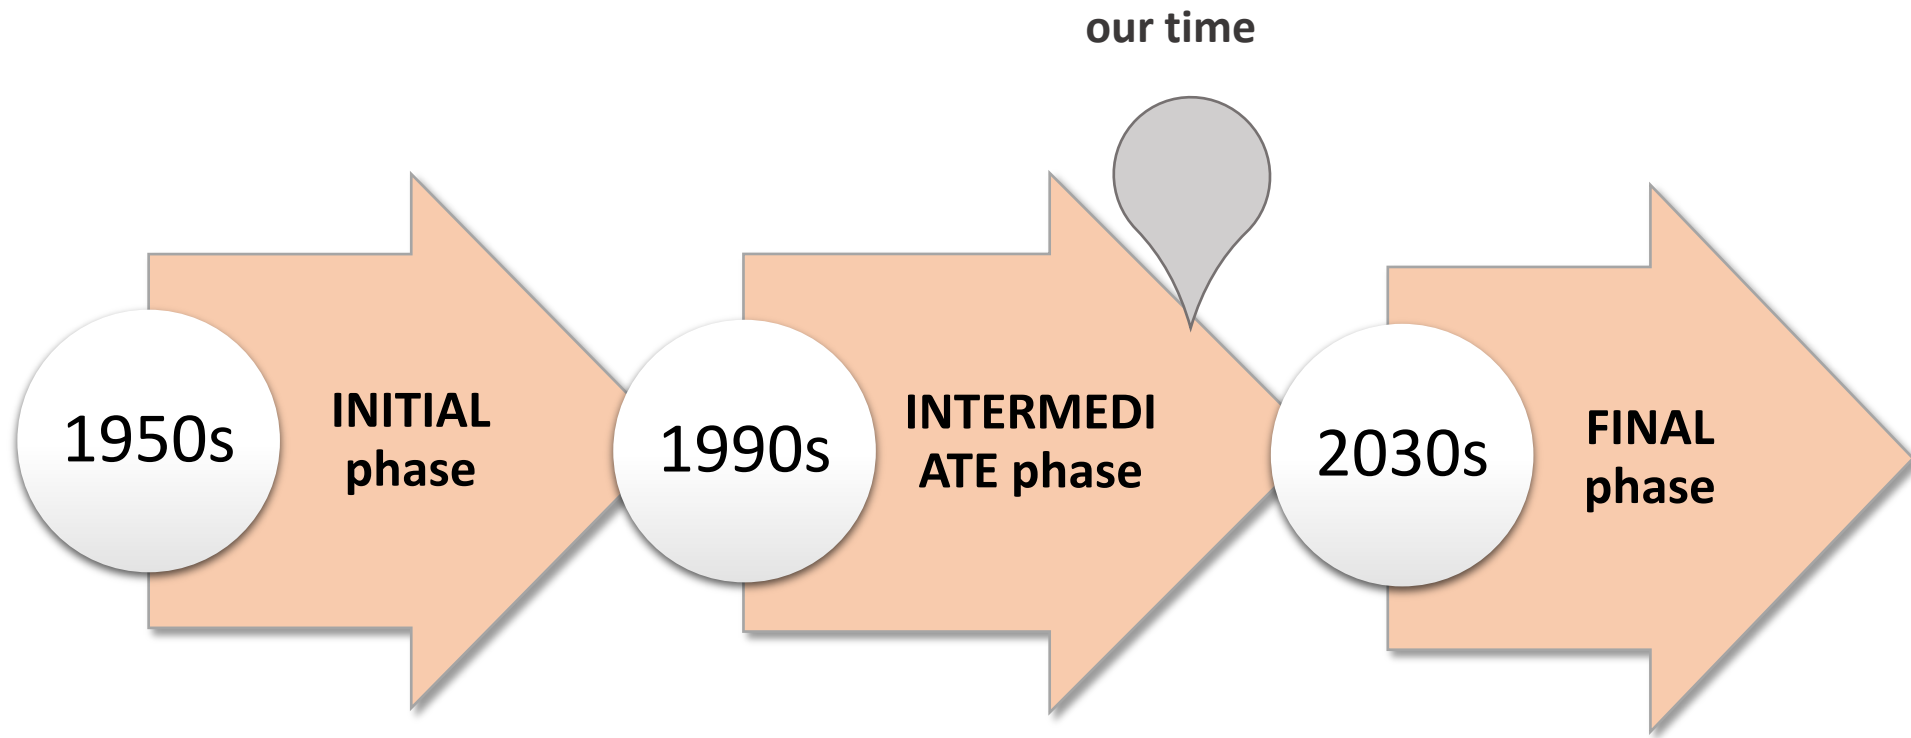 our time
1950s
INITIAL
phase
1990s
INTERMEDI
ATE phase
2030s
FINAL
phase